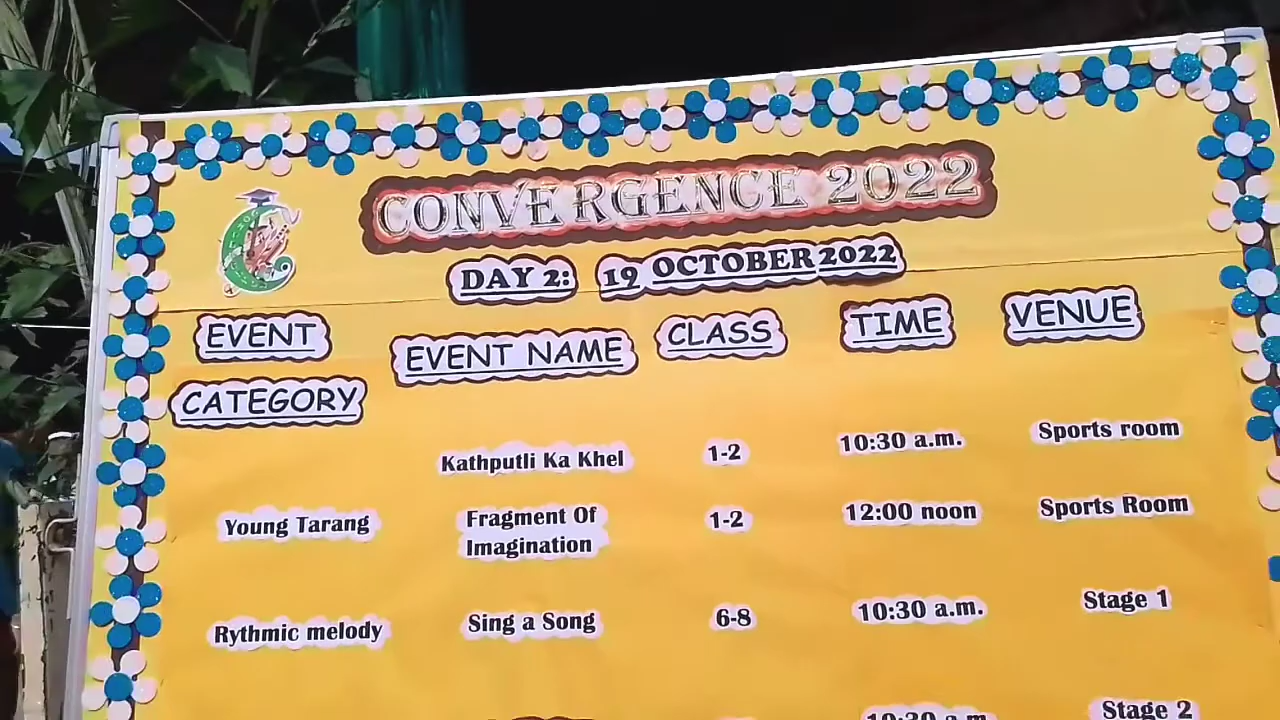 CONVERGENCE 2022
DAY 2: 19 OCTOBER 2022
EVENT CATEGORY
EVENT NAME
CLASS
TIME
VENUE
Kathputli Ka Khel 1-2 10:30 a.m. Sports room
Young Tarang Fragment Of Imagination 1-2 12:00 noon Sports Room
Rythmic melody Sing a Song 6-8 10:30 a.m. Stage 1
10:30 a.m Stage 2